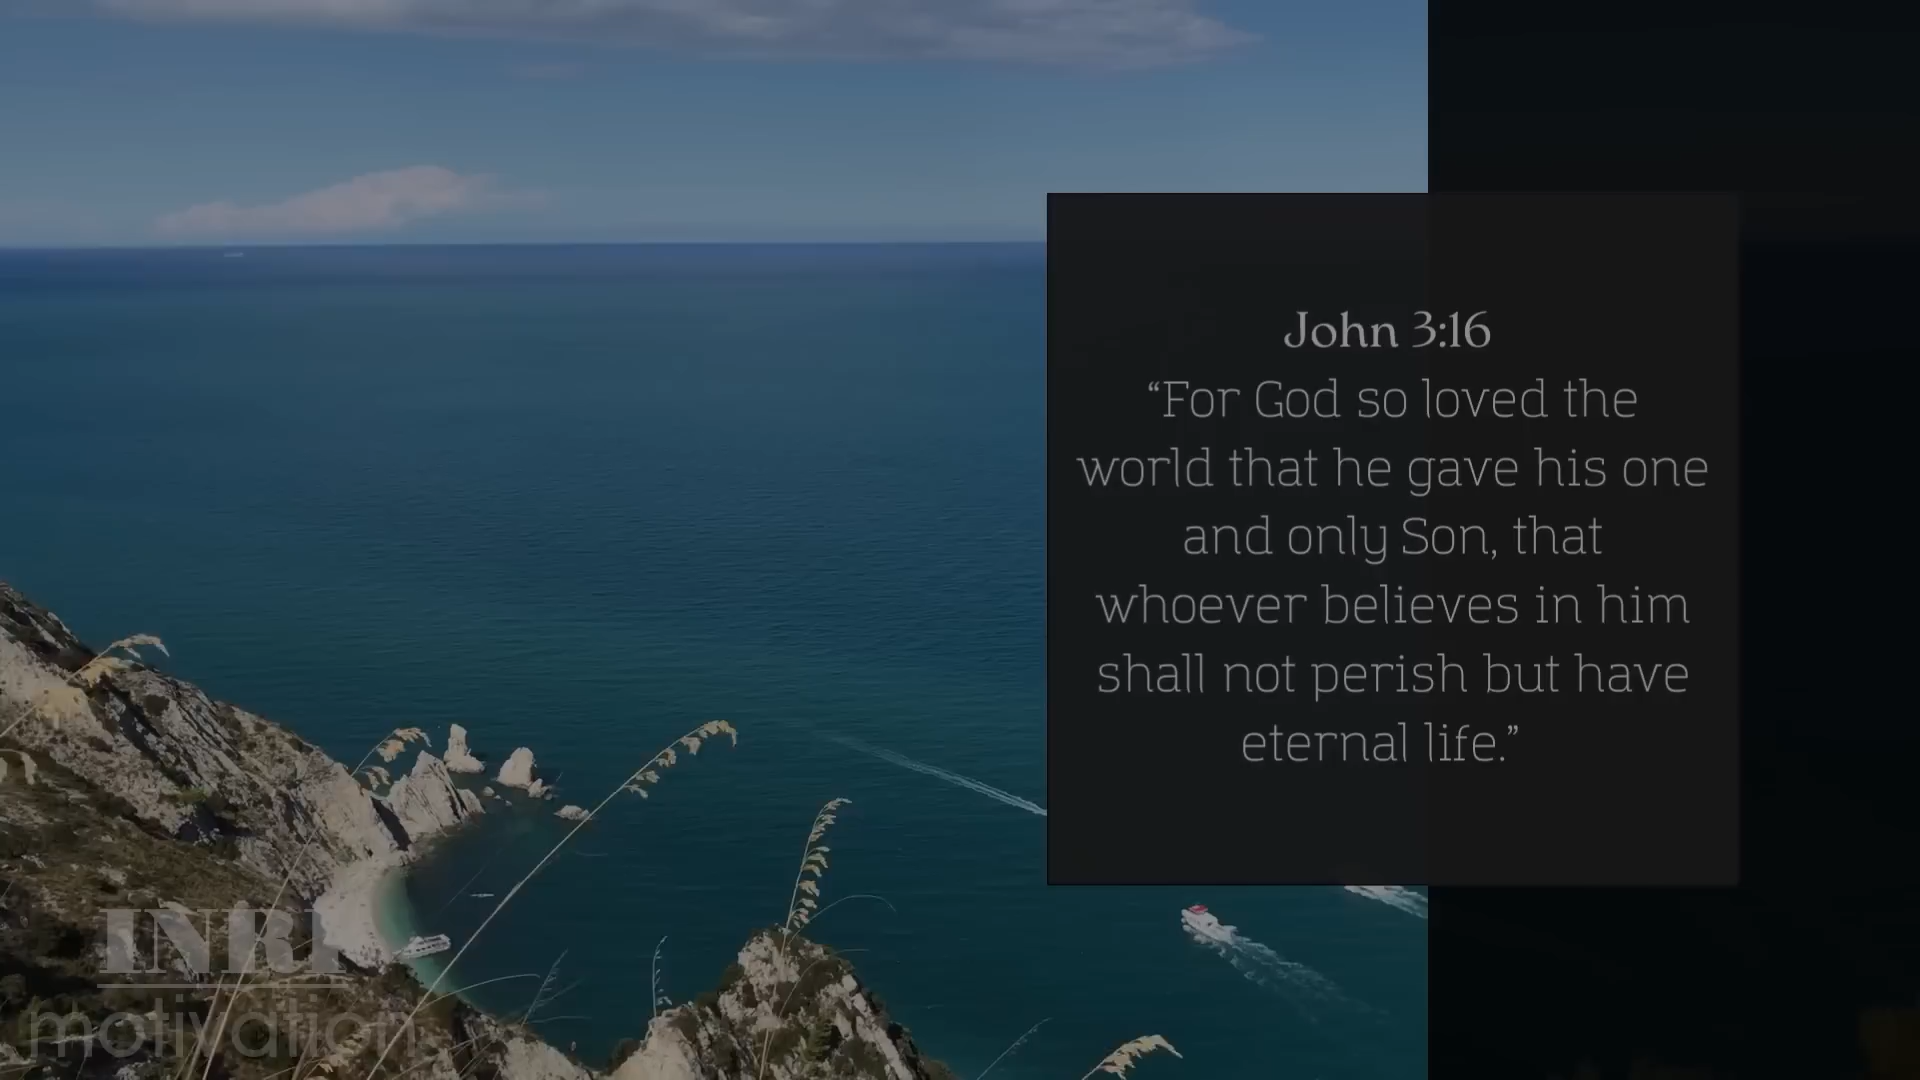 John 3:16
“For God so loved the
world that he gave his one
and only Son, that
whoever believes in him
shall not perish but have
eternal life.”
INRI
motivation